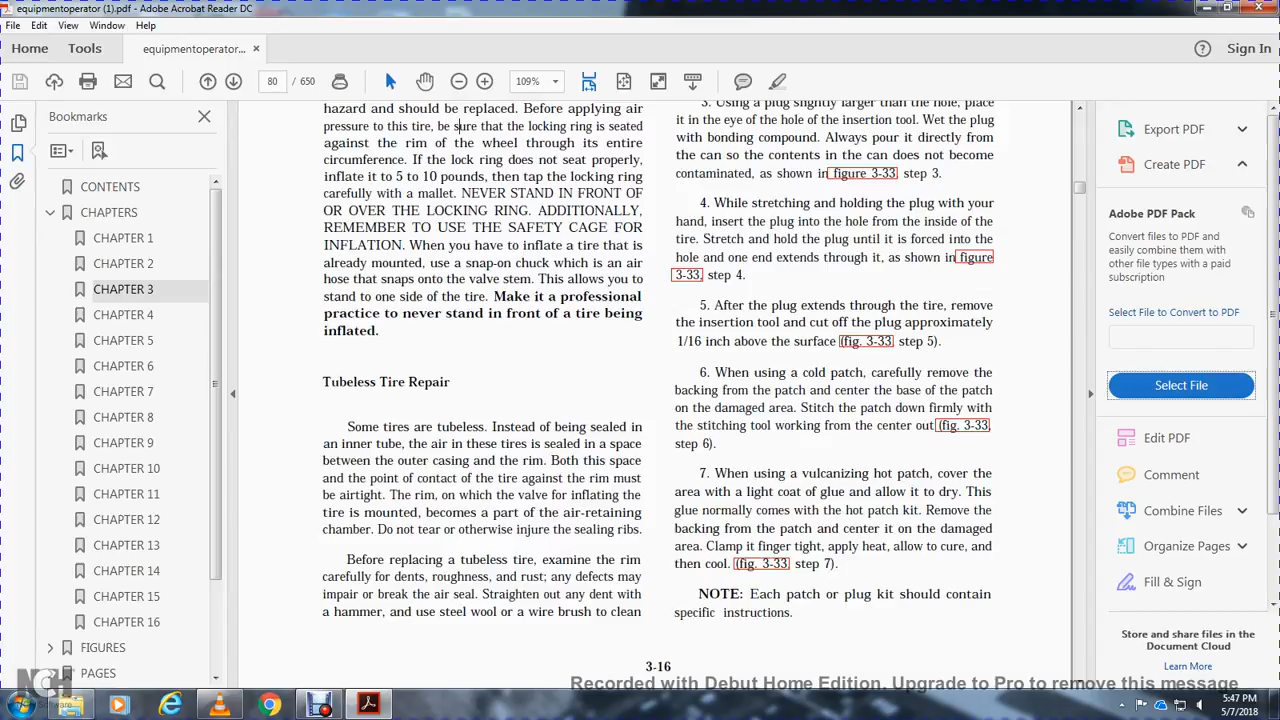 equipmentoperator (1).pdf - Adobe Acrobat Reader DC
File Edit View Window Help
Home Tools equipmentoperator... × Sign In
80 / 650 109%
Bookmarks
CONTENTS
CHAPTERS
CHAPTER 1
CHAPTER 2
CHAPTER 3
CHAPTER 4
CHAPTER 5
CHAPTER 6
CHAPTER 7
CHAPTER 8
CHAPTER 9
CHAPTER 10
CHAPTER 11
CHAPTER 12
CHAPTER 13
CHAPTER 14
CHAPTER 15
CHAPTER 16
FIGURES
PAGES
hazard and should be replaced. Before applying air
pressure to this tire, be sure that the locking ring is seated
against the rim of the wheel through its entire
circumference. If the lock ring does not seat properly,
inflate it to 5 to 10 pounds, then tap the locking ring
carefully with a mallet. NEVER STAND IN FRONT OF
OR OVER THE LOCKING RING. ADDITIONALLY,
REMEMBER TO USE THE SAFETY CAGE FOR
INFLATION. When you have to inflate a tire that is
already mounted, use a snap-on chuck which is an air
hose that snaps onto the valve stem. This allows you to
stand to one side of the tire. Make it a professional
practice to never stand in front of a tire being
inflated.
Tubeless Tire Repair
Some tires are tubeless. Instead of being sealed in
an inner tube, the air in these tires is sealed in a space
between the outer casing and the rim. Both this space
and the point of contact of the tire against the rim must
be airtight. The rim, on which the valve for inflating the
tire is mounted, becomes a part of the air-retaining
chamber. Do not tear or otherwise injure the sealing ribs.
Before replacing a tubeless tire, examine the rim
carefully for dents, roughness, and rust; any defects may
impair or break the air seal. Straighten out any dent with
a hammer, and use steel wool or a wire brush to clean
3. Using a plug slightly larger than the hole, place
it in the eye of the hole of the insertion tool. Wet the plug
with bonding compound. Always pour it directly from
the can so the contents in the can does not become
contaminated, as shown in figure 3-33, step 3.
4. While stretching and holding the plug with your
hand, insert the plug into the hole from the inside of the
tire. Stretch and hold the plug until it is forced into the
hole and one end extends through it, as shown in figure
3-33, step 4.
5. After the plug extends through the tire, remove
the insertion tool and cut off the plug approximately
1/16 inch above the surface (fig. 3-33, step 5).
6. When using a cold patch, carefully remove the
backing from the patch and center the base of the patch
on the damaged area. Stitch the patch down firmly with
the stitching tool working from the center out (fig. 3-33,
step 6).
7. When using a vulcanizing hot patch, cover the
area with a light coat of glue and allow it to dry. This
glue normally comes with the hot patch kit. Remove the
backing from the patch and center it on the damaged
area. Clamp it finger tight, apply heat, allow to cure, and
then cool. (fig. 3-33, step 7).
NOTE: Each patch or plug kit should contain
specific instructions.
3-16
Export PDF
Create PDF
Adobe PDF Pack
Convert files to PDF and
easily combine them with
other file types with a paid
subscription
Select File to Convert to PDF
Select File
Edit PDF
Comment
Combine Files
Organize Pages
Fill & Sign
Store and share files in the
Document Cloud
Learn More
Recorded with Debut Home Edition. Upgrade to Pro to remove this message
NCH
Software
5:47 PM
5/7/2018